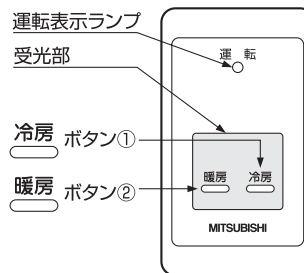 運転表示ランプ
受光部
冷房 ボタン①
暖房 ボタン②
運 転
暖房 冷房
MITSUBISHI